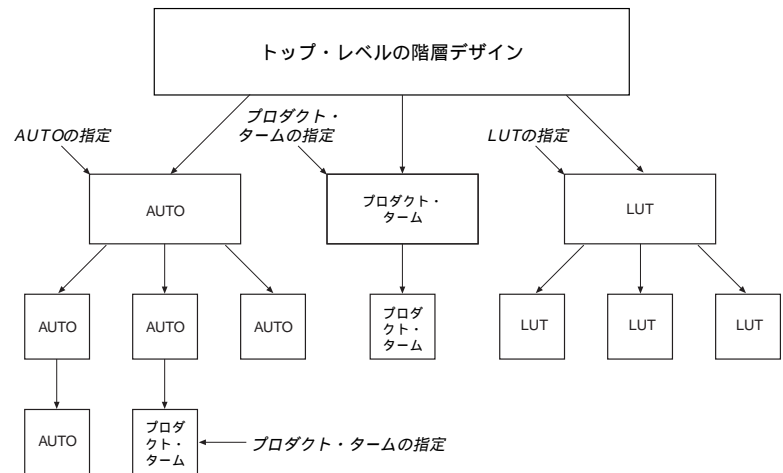 トップ・レベルの階層デザイン
AUTOの指定
プロダクト・
タームの指定
LUTの指定
AUTO
プロダクト・
ターム
LUT
AUTO
AUTO
AUTO
プロダ
クト・
ターム
LUT
LUT
LUT
AUTO
プロダ
クト・
ターム
プロダクト・タームの指定